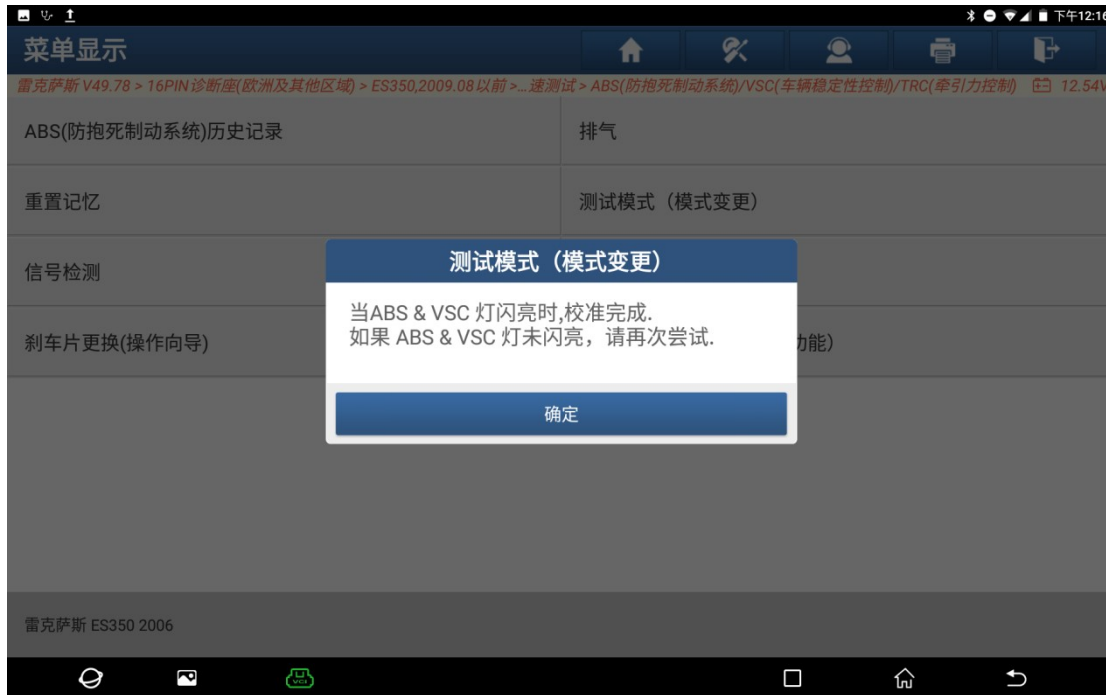 下午12:16
菜单显示
雷克萨斯 V49.78 > 16PIN诊断座(欧洲及其他区域) > ES350,2009.08以前 >...速测试 > ABS(防抱死制动系统)/VSC(车辆稳定性控制)/TRC(牵引力控制) 12.54V
ABS(防抱死制动系统)历史记录
排气
重置记忆
测试模式（模式变更）
信号检测
测试模式（模式变更）
当ABS & VSC 灯闪亮时,校准完成.
如果 ABS & VSC 灯未闪亮，请再次尝试.
刹车片更换(操作向导)
功能）
确定
雷克萨斯 ES350 2006
VCI